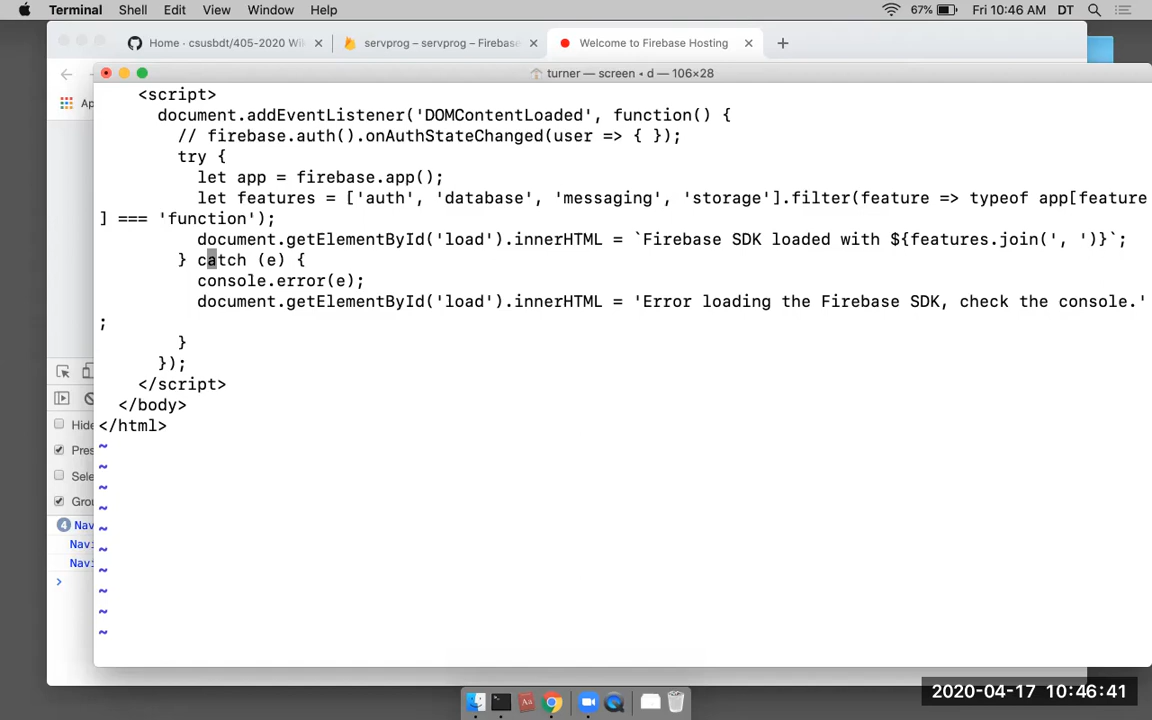 Terminal Shell Edit View Window Help 67% Fri 10:46 AM DT
Home · csusbdt/405-2020 Wi servprog – servprog – Firebase Welcome to Firebase Hosting
turner — screen • d — 106×28
Ap
<script>
document.addEventListener('DOMContentLoaded', function() {
// firebase.auth().onAuthStateChanged(user => { });
try {
let app = firebase.app();
let features = ['auth', 'database', 'messaging', 'storage'].filter(feature => typeof app[feature
] === 'function');
document.getElementById('load').innerHTML = `Firebase SDK loaded with ${features.join(', ')}`;
} catch (e) {
console.error(e);
document.getElementById('load').innerHTML = 'Error loading the Firebase SDK, check the console.'
;
}
});
</script>
</body>
</html>
~
~
~
~
~
~
~
~
~
~
Hide
Pres
Sele
Grou
4 Navi
Navi
Navi
>
2020-04-17 10:46:41